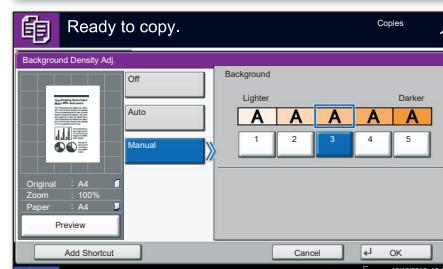 Ready to copy.
Copies
Background Density Adj.
Off
Auto
Manual
Background
Lighter
Darker
A A A A A
1 2 3 4 5
Original : A4
Zoom : 100%
Paper : A4
Preview
Add Shortcut
Cancel
OK